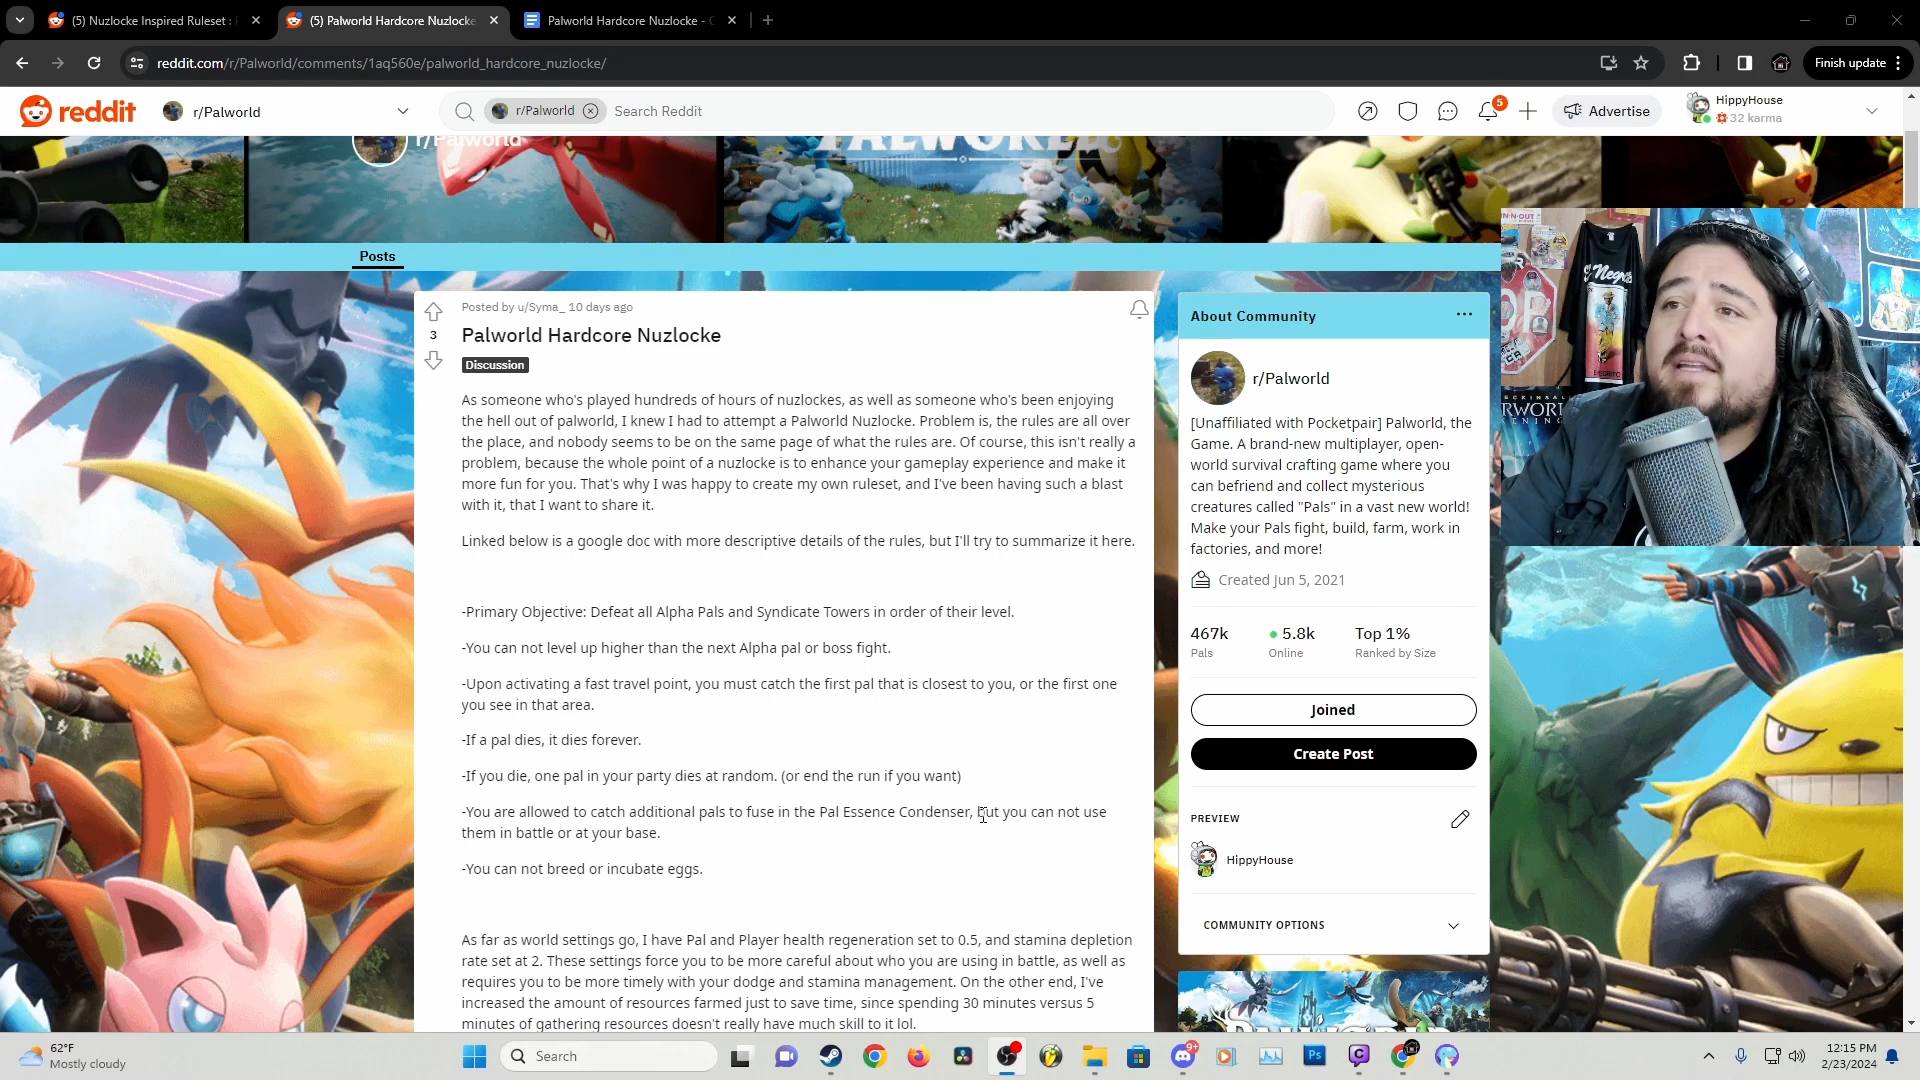 (5) Nuzlocke Inspired Ruleset :
(5) Palworld Hardcore Nuzlocke
Palworld Hardcore Nuzlocke -
reddit.com/r/Palworld/comments/1aq560e/palworld_hardcore_nuzlocke/
Finish update
reddit
r/Palworld
r/Palworld
Search Reddit
5
Advertise
HippyHouse
32 karma
r/Palworld
PALWORLD
Posts
Posted by u/Syma_ 10 days ago
3
Palworld Hardcore Nuzlocke
Discussion
As someone who's played hundreds of hours of nuzlockes, as well as someone who's been enjoying
the hell out of palworld, I knew I had to attempt a Palworld Nuzlocke. Problem is, the rules are all over
the place, and nobody seems to be on the same page of what the rules are. Of course, this isn't really a
problem, because the whole point of a nuzlocke is to enhance your gameplay experience and make it
more fun for you. That's why I was happy to create my own ruleset, and I've been having such a blast
with it, that I want to share it.
Linked below is a google doc with more descriptive details of the rules, but I'll try to summarize it here.
-Primary Objective: Defeat all Alpha Pals and Syndicate Towers in order of their level.
-You can not level up higher than the next Alpha pal or boss fight.
-Upon activating a fast travel point, you must catch the first pal that is closest to you, or the first one
you see in that area.
-If a pal dies, it dies forever.
-If you die, one pal in your party dies at random. (or end the run if you want)
-You are allowed to catch additional pals to fuse in the Pal Essence Condenser, but you can not use
them in battle or at your base.
-You can not breed or incubate eggs.
As far as world settings go, I have Pal and Player health regeneration set to 0.5, and stamina depletion
rate set at 2. These settings force you to be more careful about who you are using in battle, as well as
requires you to be more timely with your dodge and stamina management. On the other end, I've
increased the amount of resources farmed just to save time, since spending 30 minutes versus 5
minutes of gathering resources doesn't really have much skill to it lol.
About Community
r/Palworld
[Unaffiliated with Pocketpair] Palworld, the
Game. A brand-new multiplayer, open-
world survival crafting game where you
can befriend and collect mysterious
creatures called "Pals" in a vast new world!
Make your Pals fight, build, farm, work in
factories, and more!
Created Jun 5, 2021
467k
5.8k
Top 1%
Pals
Online
Ranked by Size
Joined
Create Post
PREVIEW
HippyHouse
COMMUNITY OPTIONS
IN-N-OUT
62°F
Mostly cloudy
Search
9+
Ps
12:15 PM
2/23/2024